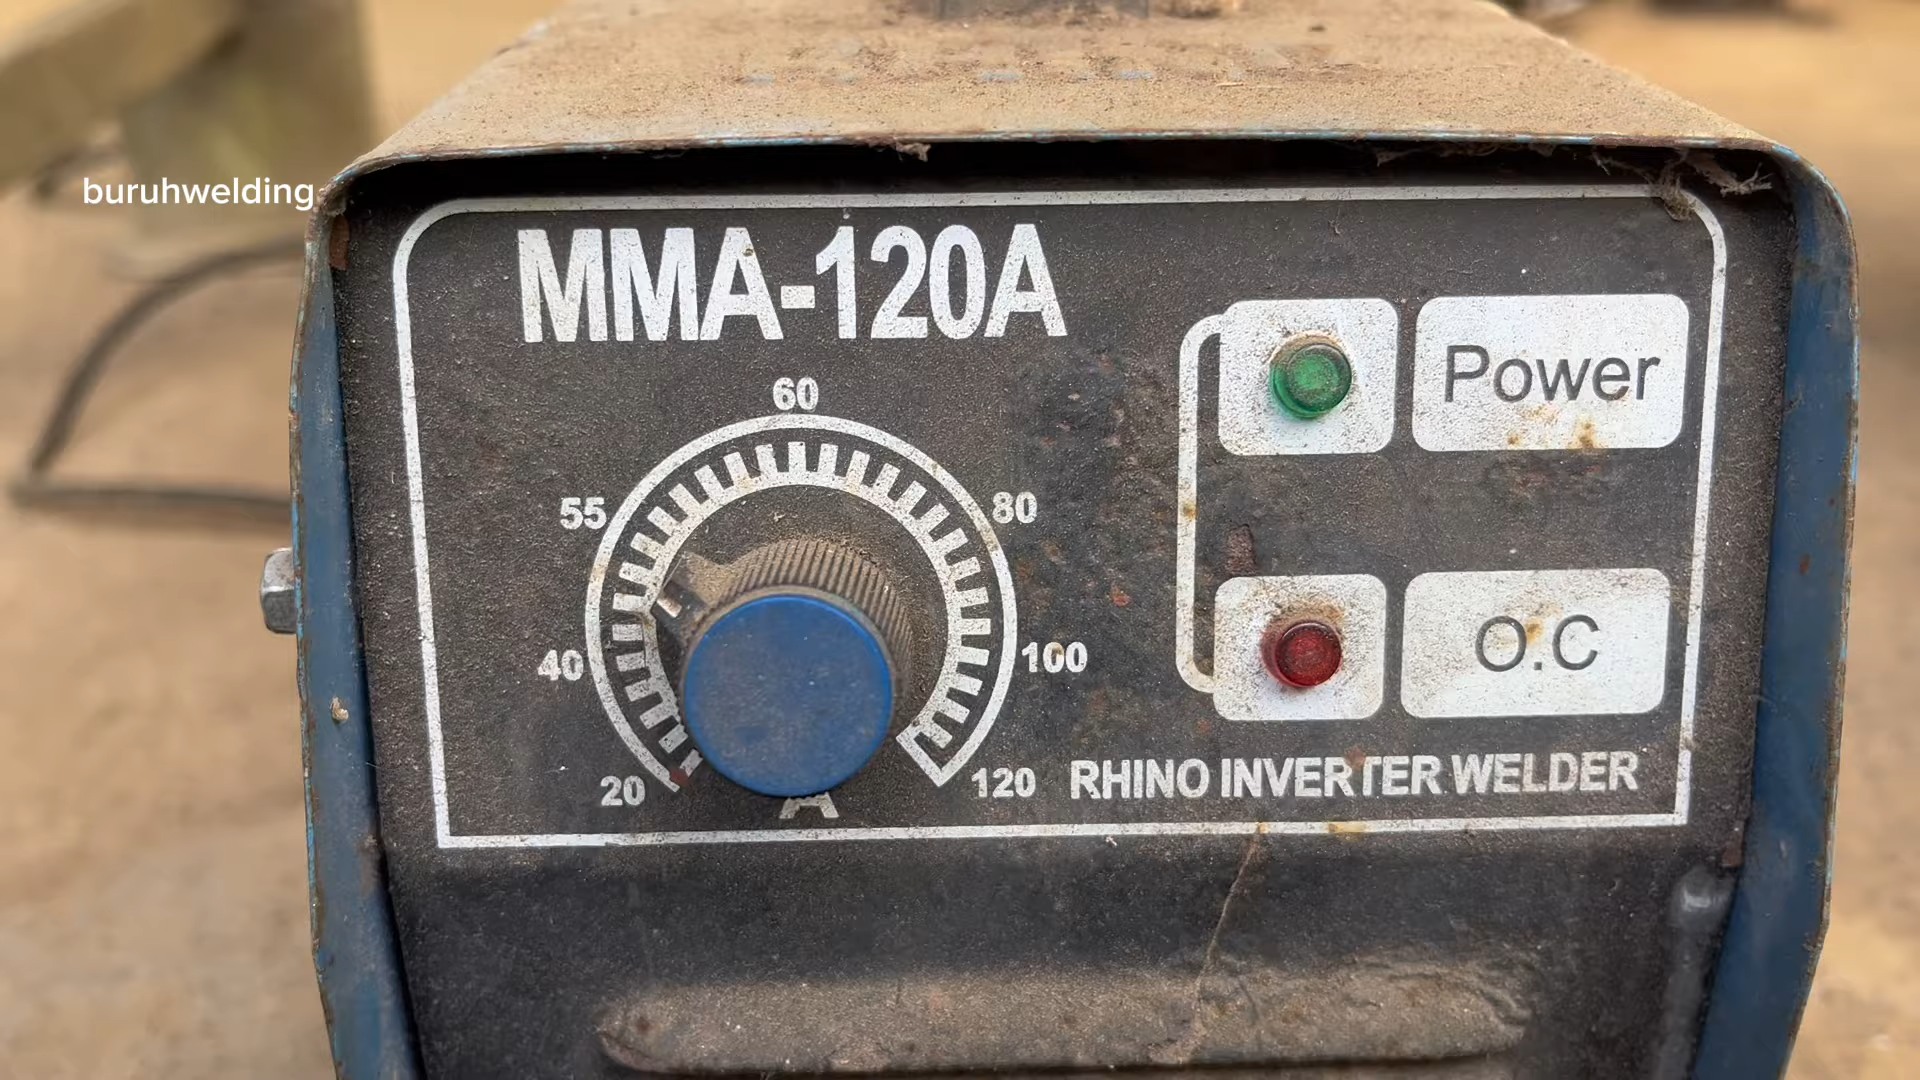 buruhwelding
MMA-120A
60
55
80
40
100
20
120
A
Power
O.C
RHINO INVERTER WELDER